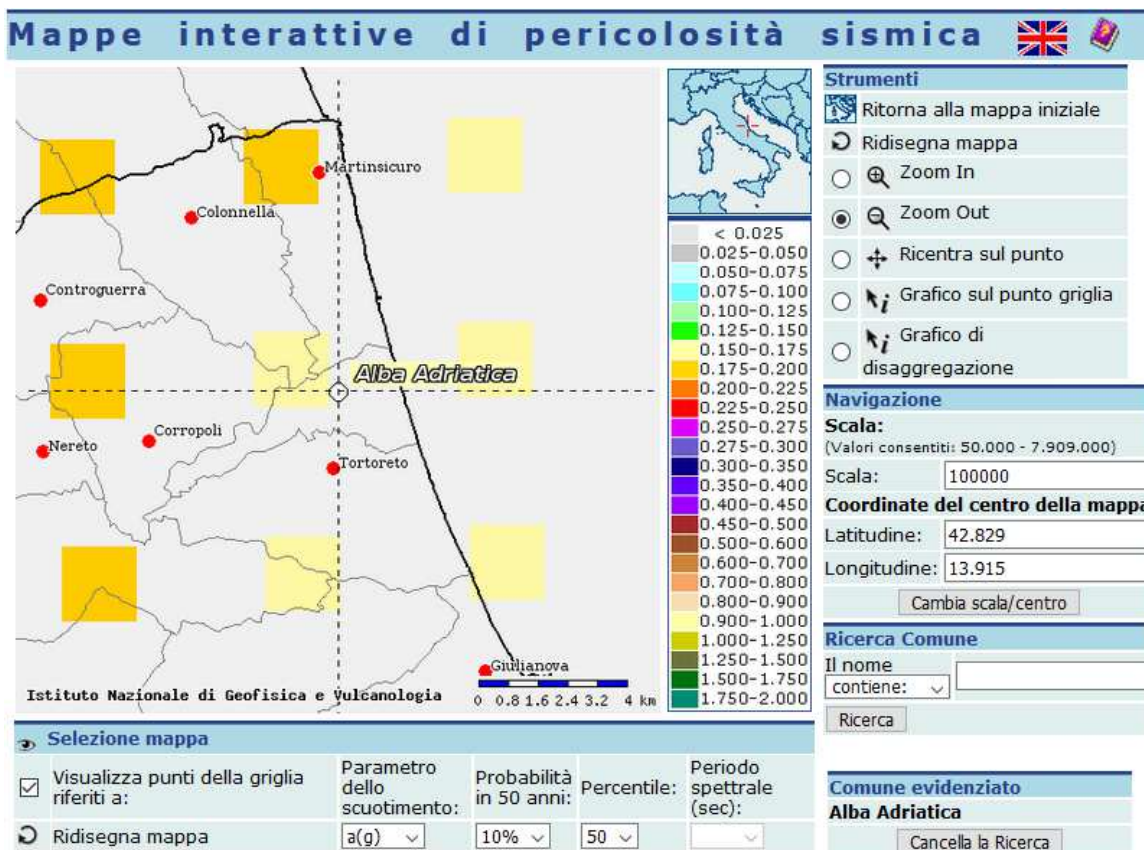 Mappe interattive di pericolosità sismica
Martinsicuro
Colonnella
Controguerra
Alba Adriatica
Corropoli
Nereto
Tortoreto
Giulianova
Istituto Nazionale di Geofisica e Vulcanologia
0 0.8 1.6 2.4 3.2 4 km
< 0.025
0.025-0.050
0.050-0.075
0.075-0.100
0.100-0.125
0.125-0.150
0.150-0.175
0.175-0.200
0.200-0.225
0.225-0.250
0.250-0.275
0.275-0.300
0.300-0.350
0.350-0.400
0.400-0.450
0.450-0.500
0.500-0.600
0.600-0.700
0.700-0.800
0.800-0.900
0.900-1.000
1.000-1.250
1.250-1.500
1.500-1.750
1.750-2.000
Strumenti
Ritorna alla mappa iniziale
Ridisegna mappa
Zoom In
Zoom Out
Ricentra sul punto
Grafico sul punto griglia
Grafico di
disaggregazione
Navigazione
Scala:
(Valori consentiti: 50.000 - 7.909.000)
Scala: 100000
Coordinate del centro della mappa
Latitudine: 42.829
Longitudine: 13.915
Cambia scala/centro
Ricerca Comune
Il nome
contiene:
Ricerca
Comune evidenziato
Alba Adriatica
Cancella la Ricerca
Selezione mappa
Visualizza punti della griglia
riferiti a:
Parametro
dello
scuotimento:
Probabilità
in 50 anni:
Percentile:
Periodo
spettrale
(sec):
Ridisegna mappa
a(g)
10%
50